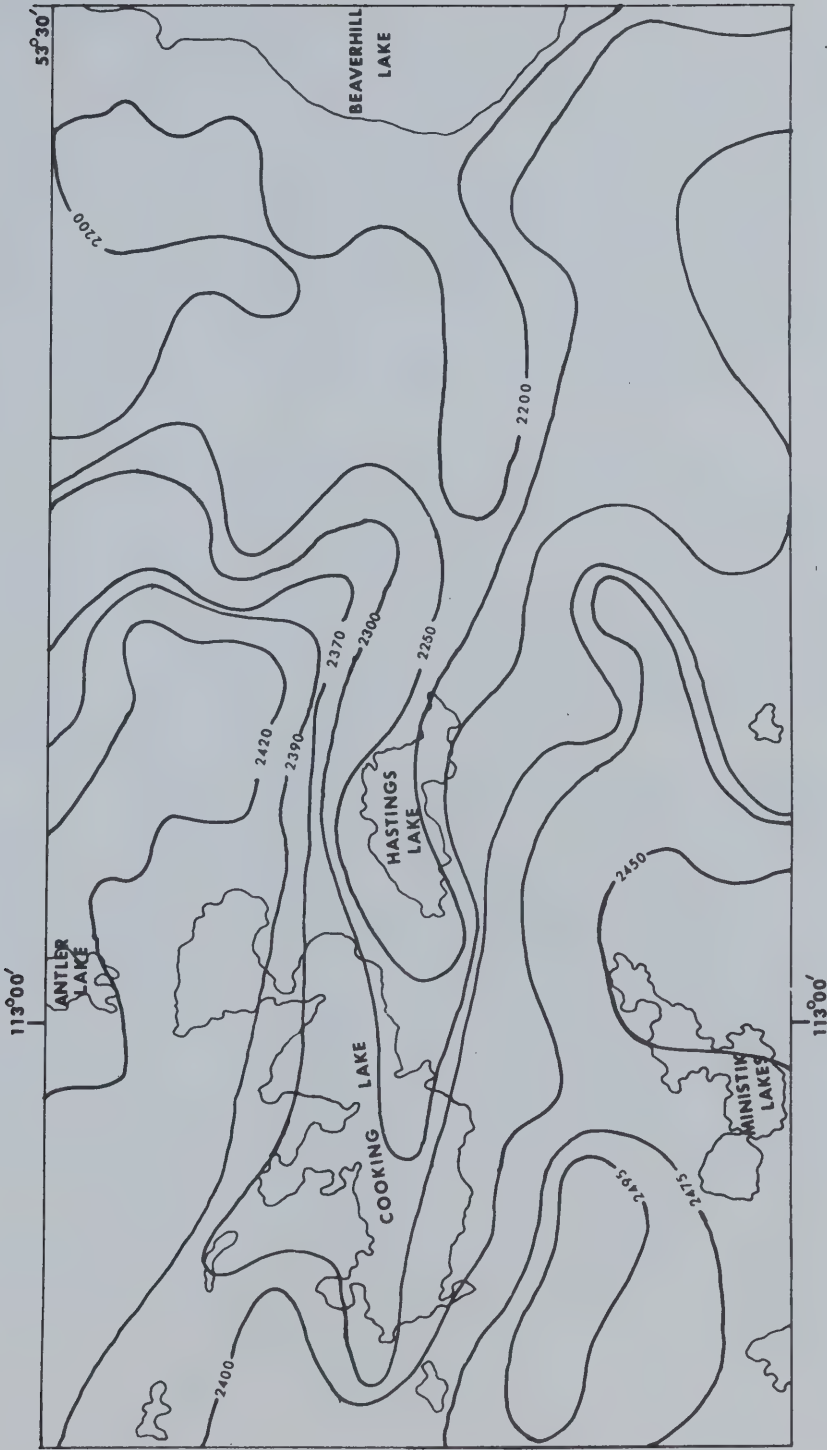 53°30'
BEAVERHILL
LAKE
2200
2200
2370
2300
2250
2420
2390
HASTINGS
LAKE
2450
ANTLER
LAKE
113°00'
COOKING LAKE
MINISTIK
LAKES
113°00'
2495
2475
2400